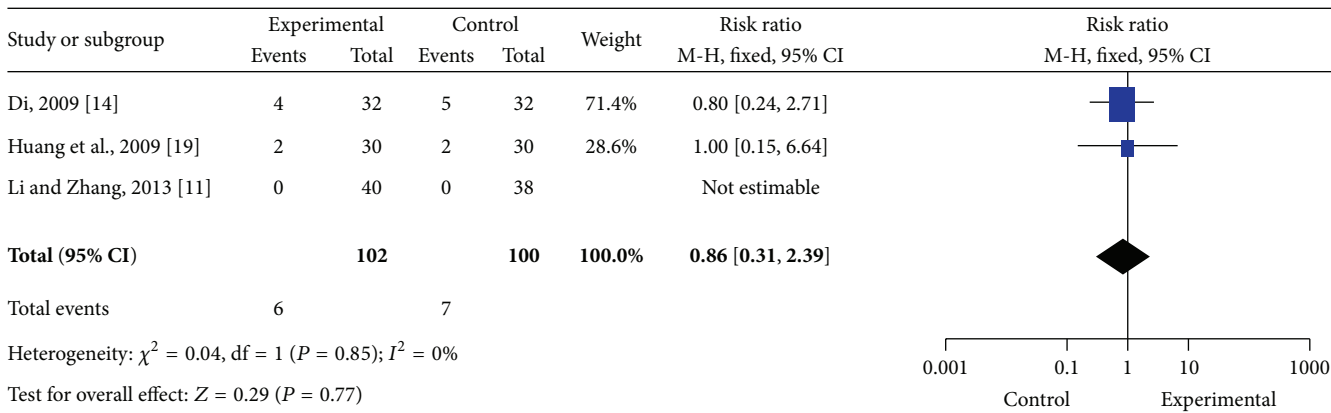 Study or subgroup Experimental Control Weight Risk ratio Risk ratio
Events Total Events Total M-H, fixed, 95% CI M-H, fixed, 95% CI
Di, 2009 [14] 4 32 5 32 71.4% 0.80 [0.24, 2.71]
Huang et al., 2009 [19] 2 30 2 30 28.6% 1.00 [0.15, 6.64]
Li and Zhang, 2013 [11] 0 40 0 38 Not estimable
Total (95% CI) 102 100 100.0% 0.86 [0.31, 2.39]
Total events 6 7
Heterogeneity: χ² = 0.04, df = 1 (P = 0.85); I² = 0%
Test for overall effect: Z = 0.29 (P = 0.77)
0.001 0.1 1 10 1000
Control Experimental